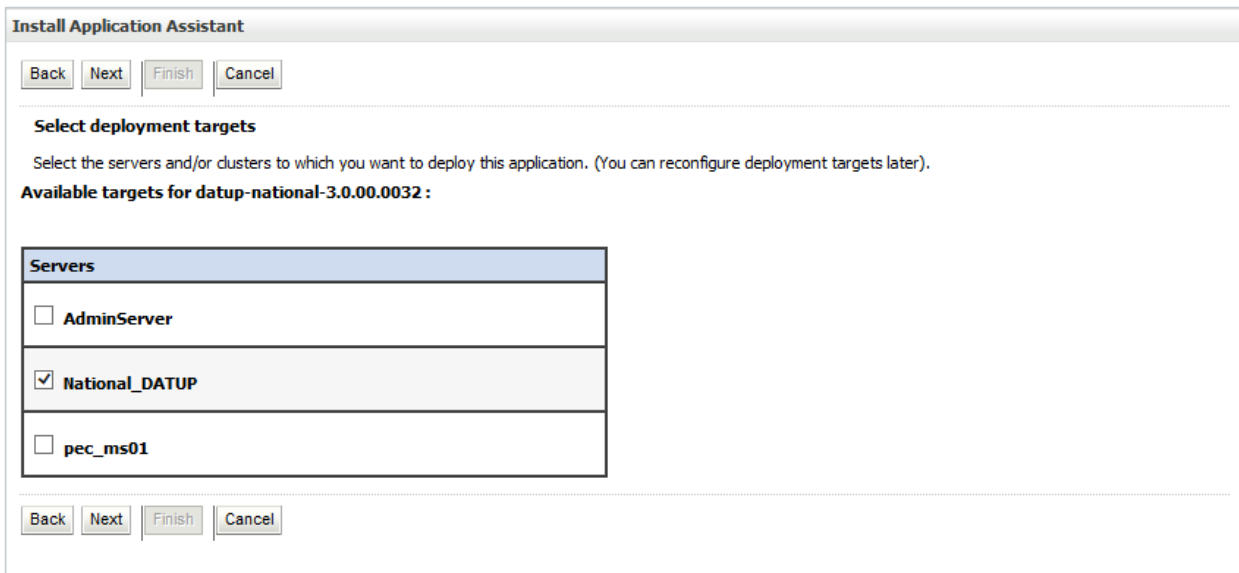 Install Application Assistant
Back Next Finish Cancel
Select deployment targets
Select the servers and/or clusters to which you want to deploy this application. (You can reconfigure deployment targets later).
Available targets for datup-national-3.0.00.0032 :
Servers
AdminServer
National_DATUP
pec_ms01
Back Next Finish Cancel